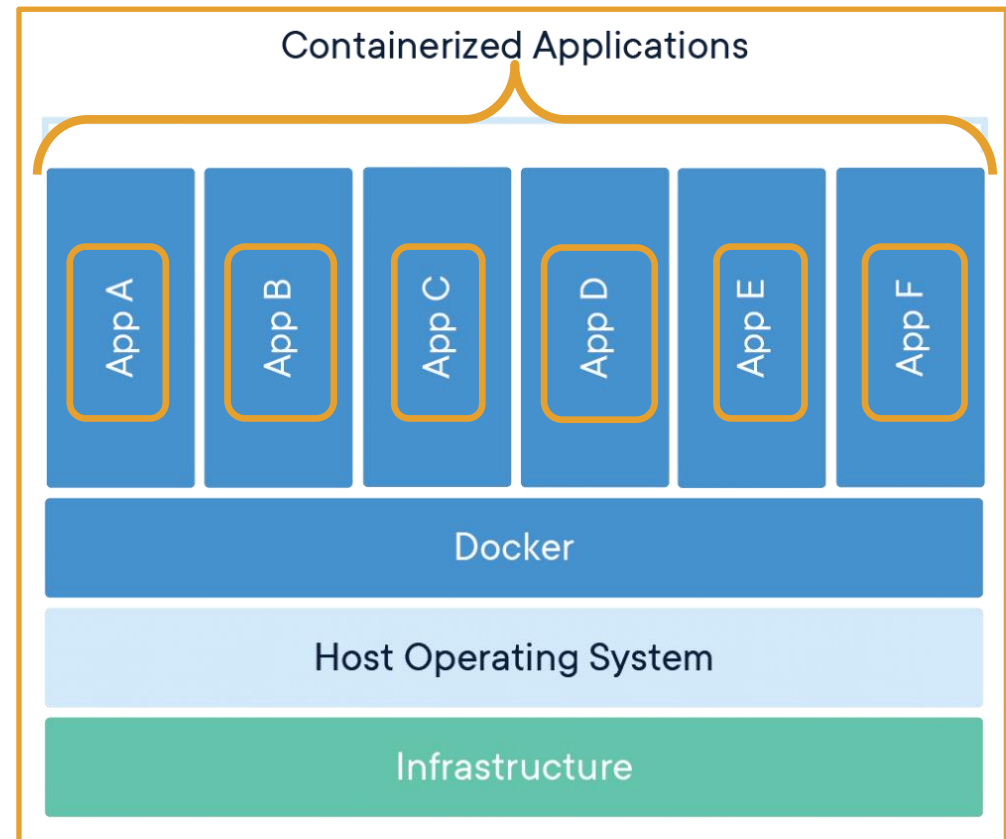 Containerized Applications
App A
App B
App C
App D
App E
App F
Docker
Host Operating System
Infrastructure